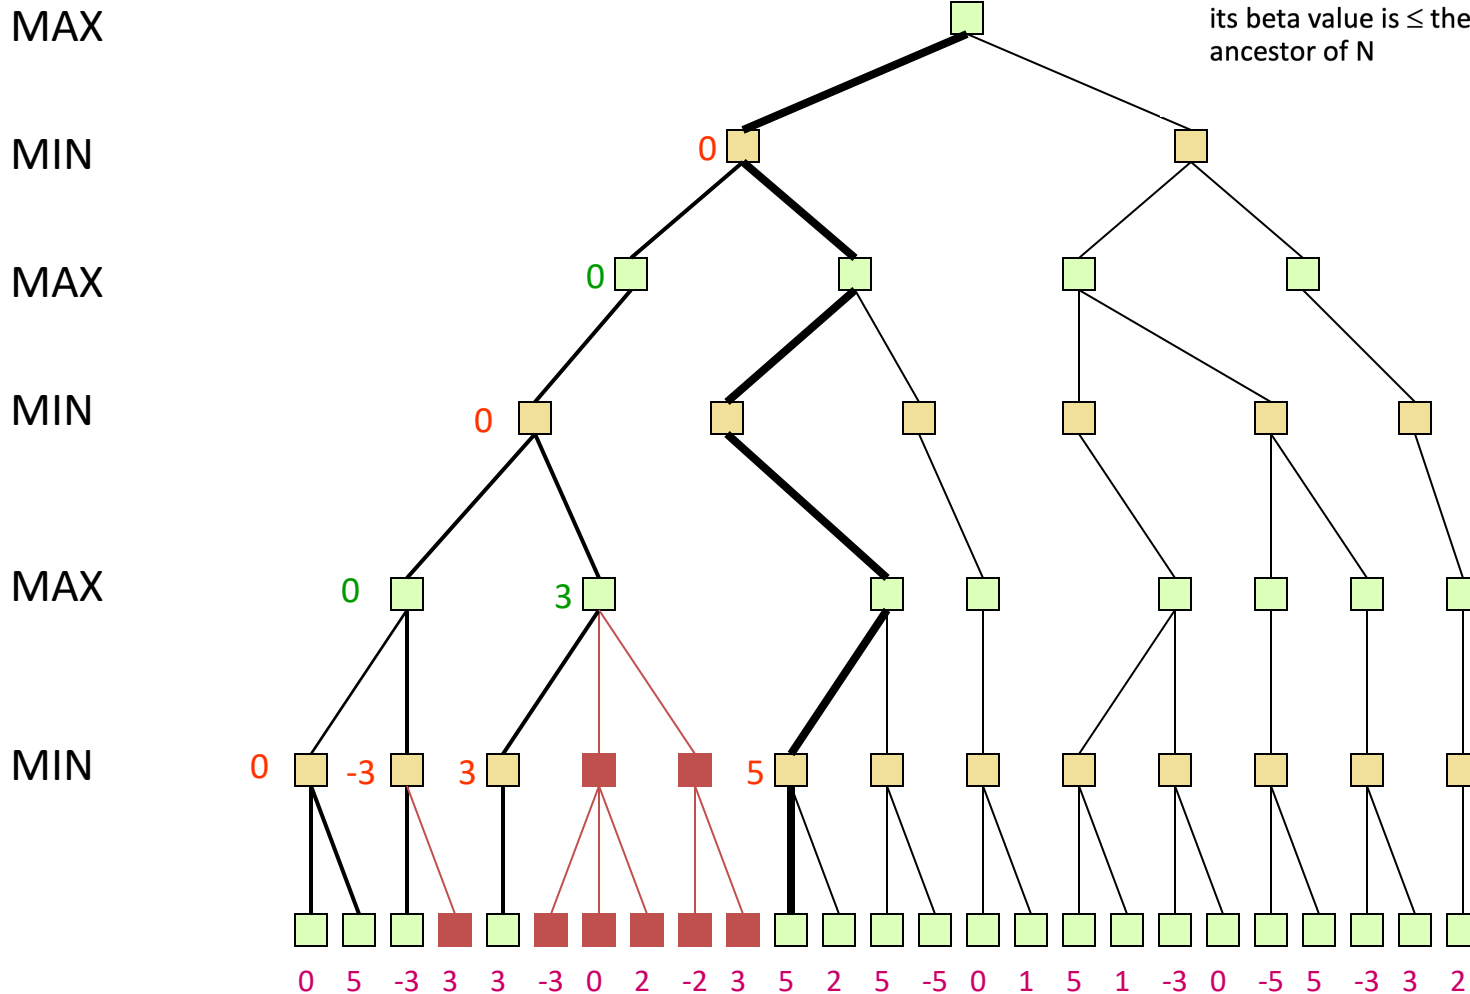 MAX
its beta value is ≤ the
ancestor of N
MIN
0
MAX
0
MIN
0
MAX
0
3
MIN
0
-3
3
5
0 5 -3 3 3 -3 0 2 -2 3 5 2 5 -5 0 1 5 1 -3 0 -5 5 -3 3 2